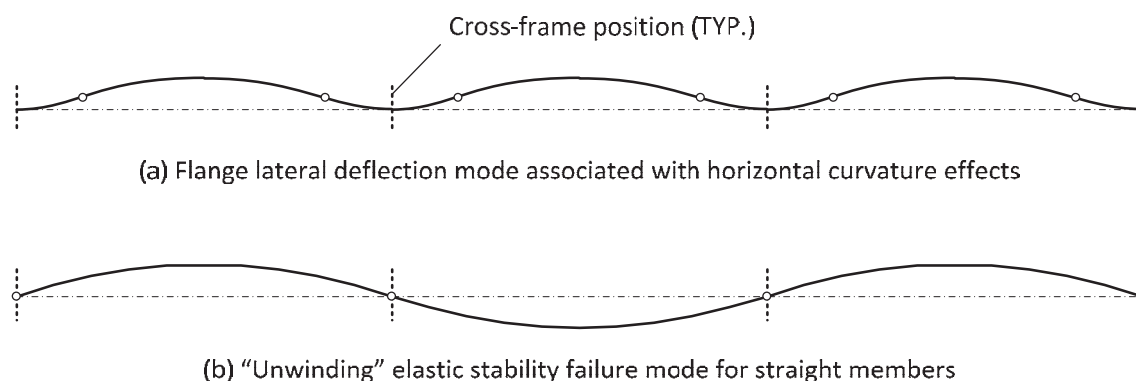 Cross-frame position (TYP.)
(a) Flange lateral deflection mode associated with horizontal curvature effects
(b) “Unwinding” elastic stability failure mode for straight members